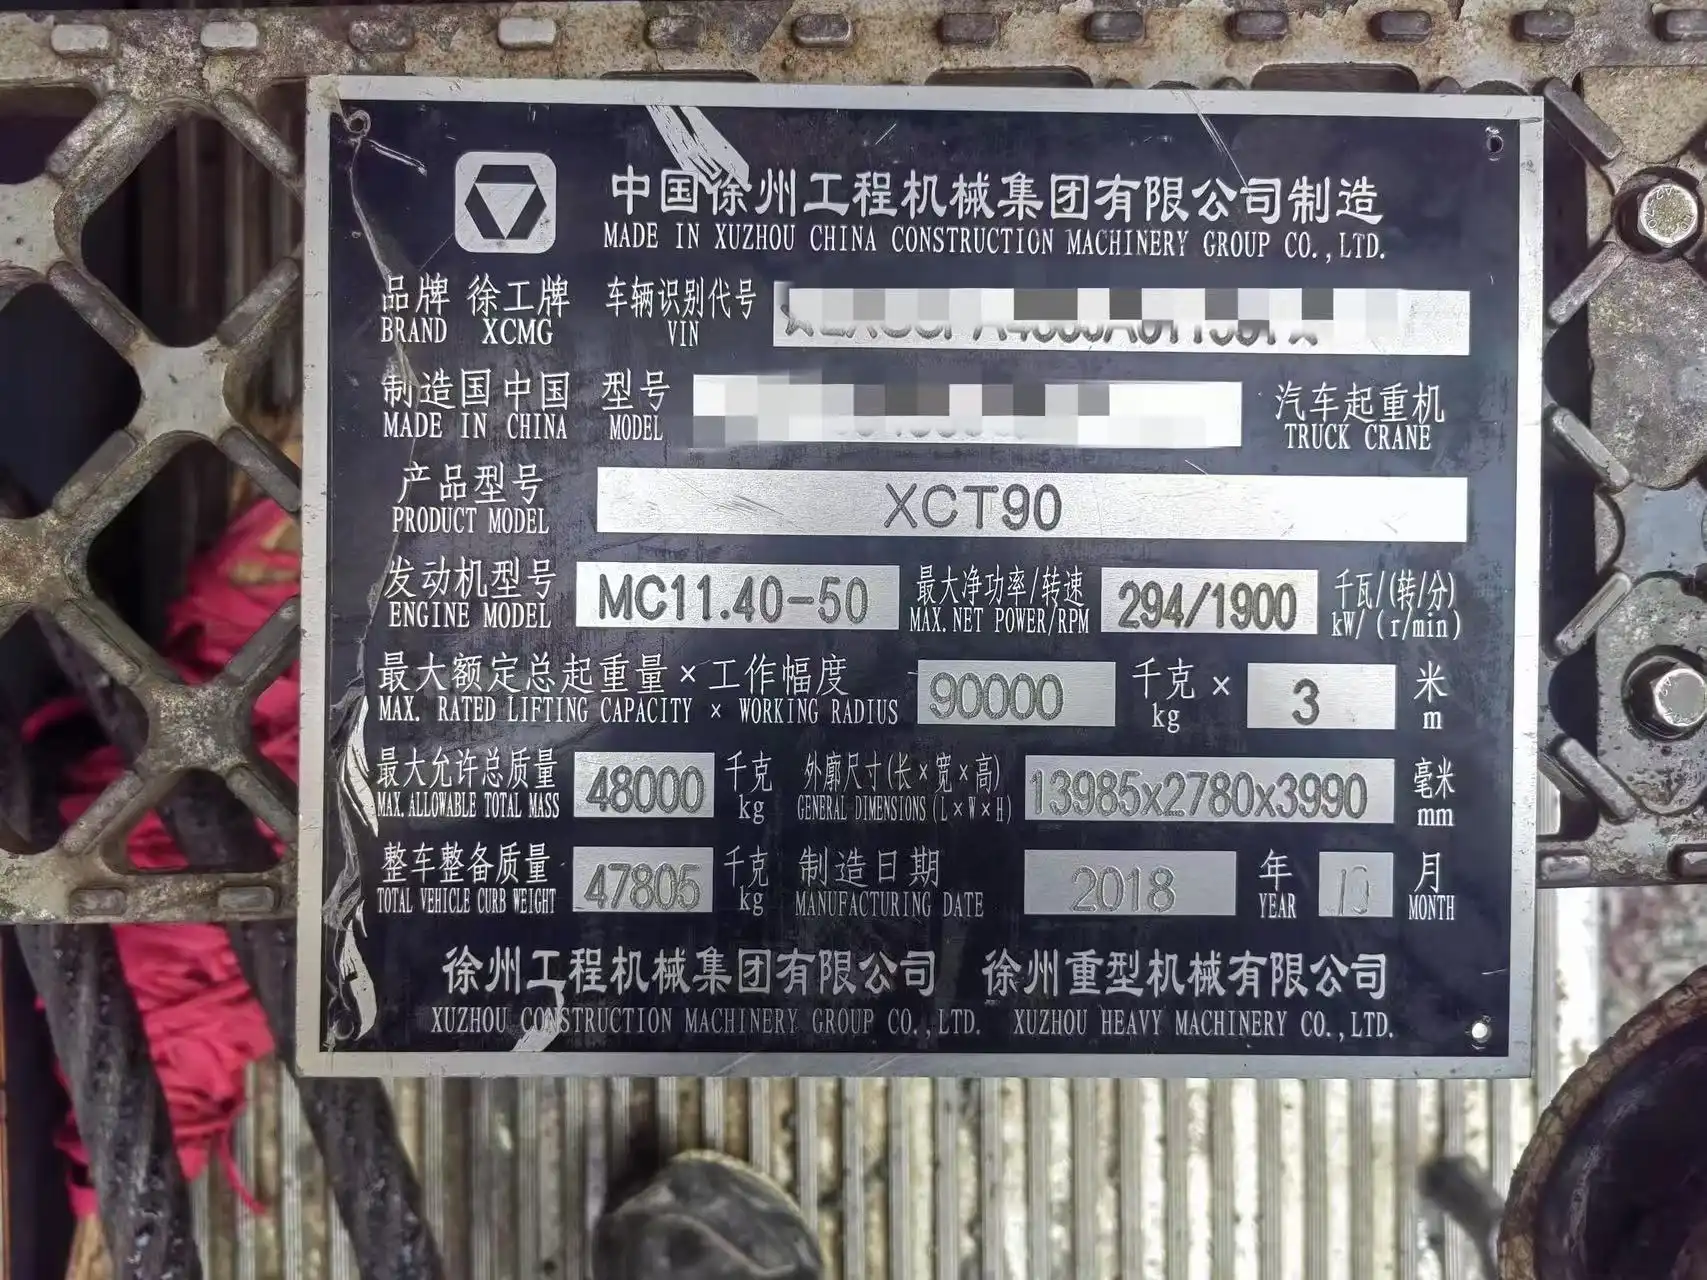 中国徐州工程机械集团有限公司制造
MADE IN XUZHOU CHINA CONSTRUCTION MACHINERY GROUP CO.,LTD.
品牌 徐工牌 车辆识别代号
BRAND XCMG VIN
制造国 中国 型号 汽车起重机
MADE IN CHINA MODEL TRUCK CRANE
产品型号 XCT90
PRODUCT MODEL
发动机型号 MC11.40-50 最大净功率/转速 294/1900 千瓦/(转/分)
ENGINE MODEL MAX. NET POWER/RPM kW/(r/min)
最大额定总起重量×工作幅度 90000 千克 × 3 米
MAX. RATED LIFTING CAPACITY × WORKING RADIUS kg m
最大允许总质量 48000 千克 外廓尺寸(长×宽×高) 13985x2780x3990 毫米
MAX. ALLOWABLE TOTAL MASS kg GENERAL DIMENSIONS (L×W×H) mm
整车整备质量 47805 千克 制造日期 2018 年 月
TOTAL VEHICLE CURB WEIGHT kg MANUFACTURING DATE YEAR MONTH
徐州工程机械集团有限公司 徐州重型机械有限公司
XUZHOU CONSTRUCTION MACHINERY GROUP CO.,LTD. XUZHOU HEAVY MACHINERY CO.,LTD.